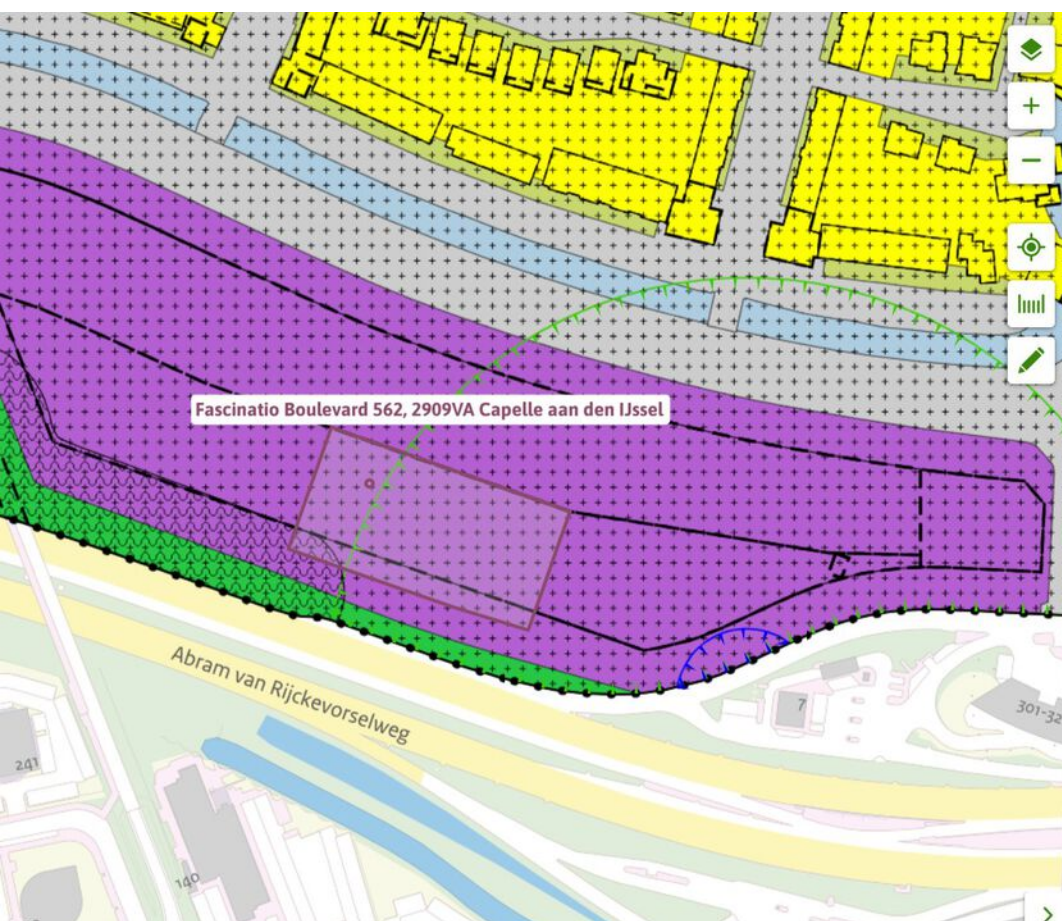 Fascinatio Boulevard 562, 2909VA Capelle aan den IJssel
Abram van Rijckevorselweg
7
301-32
241
140